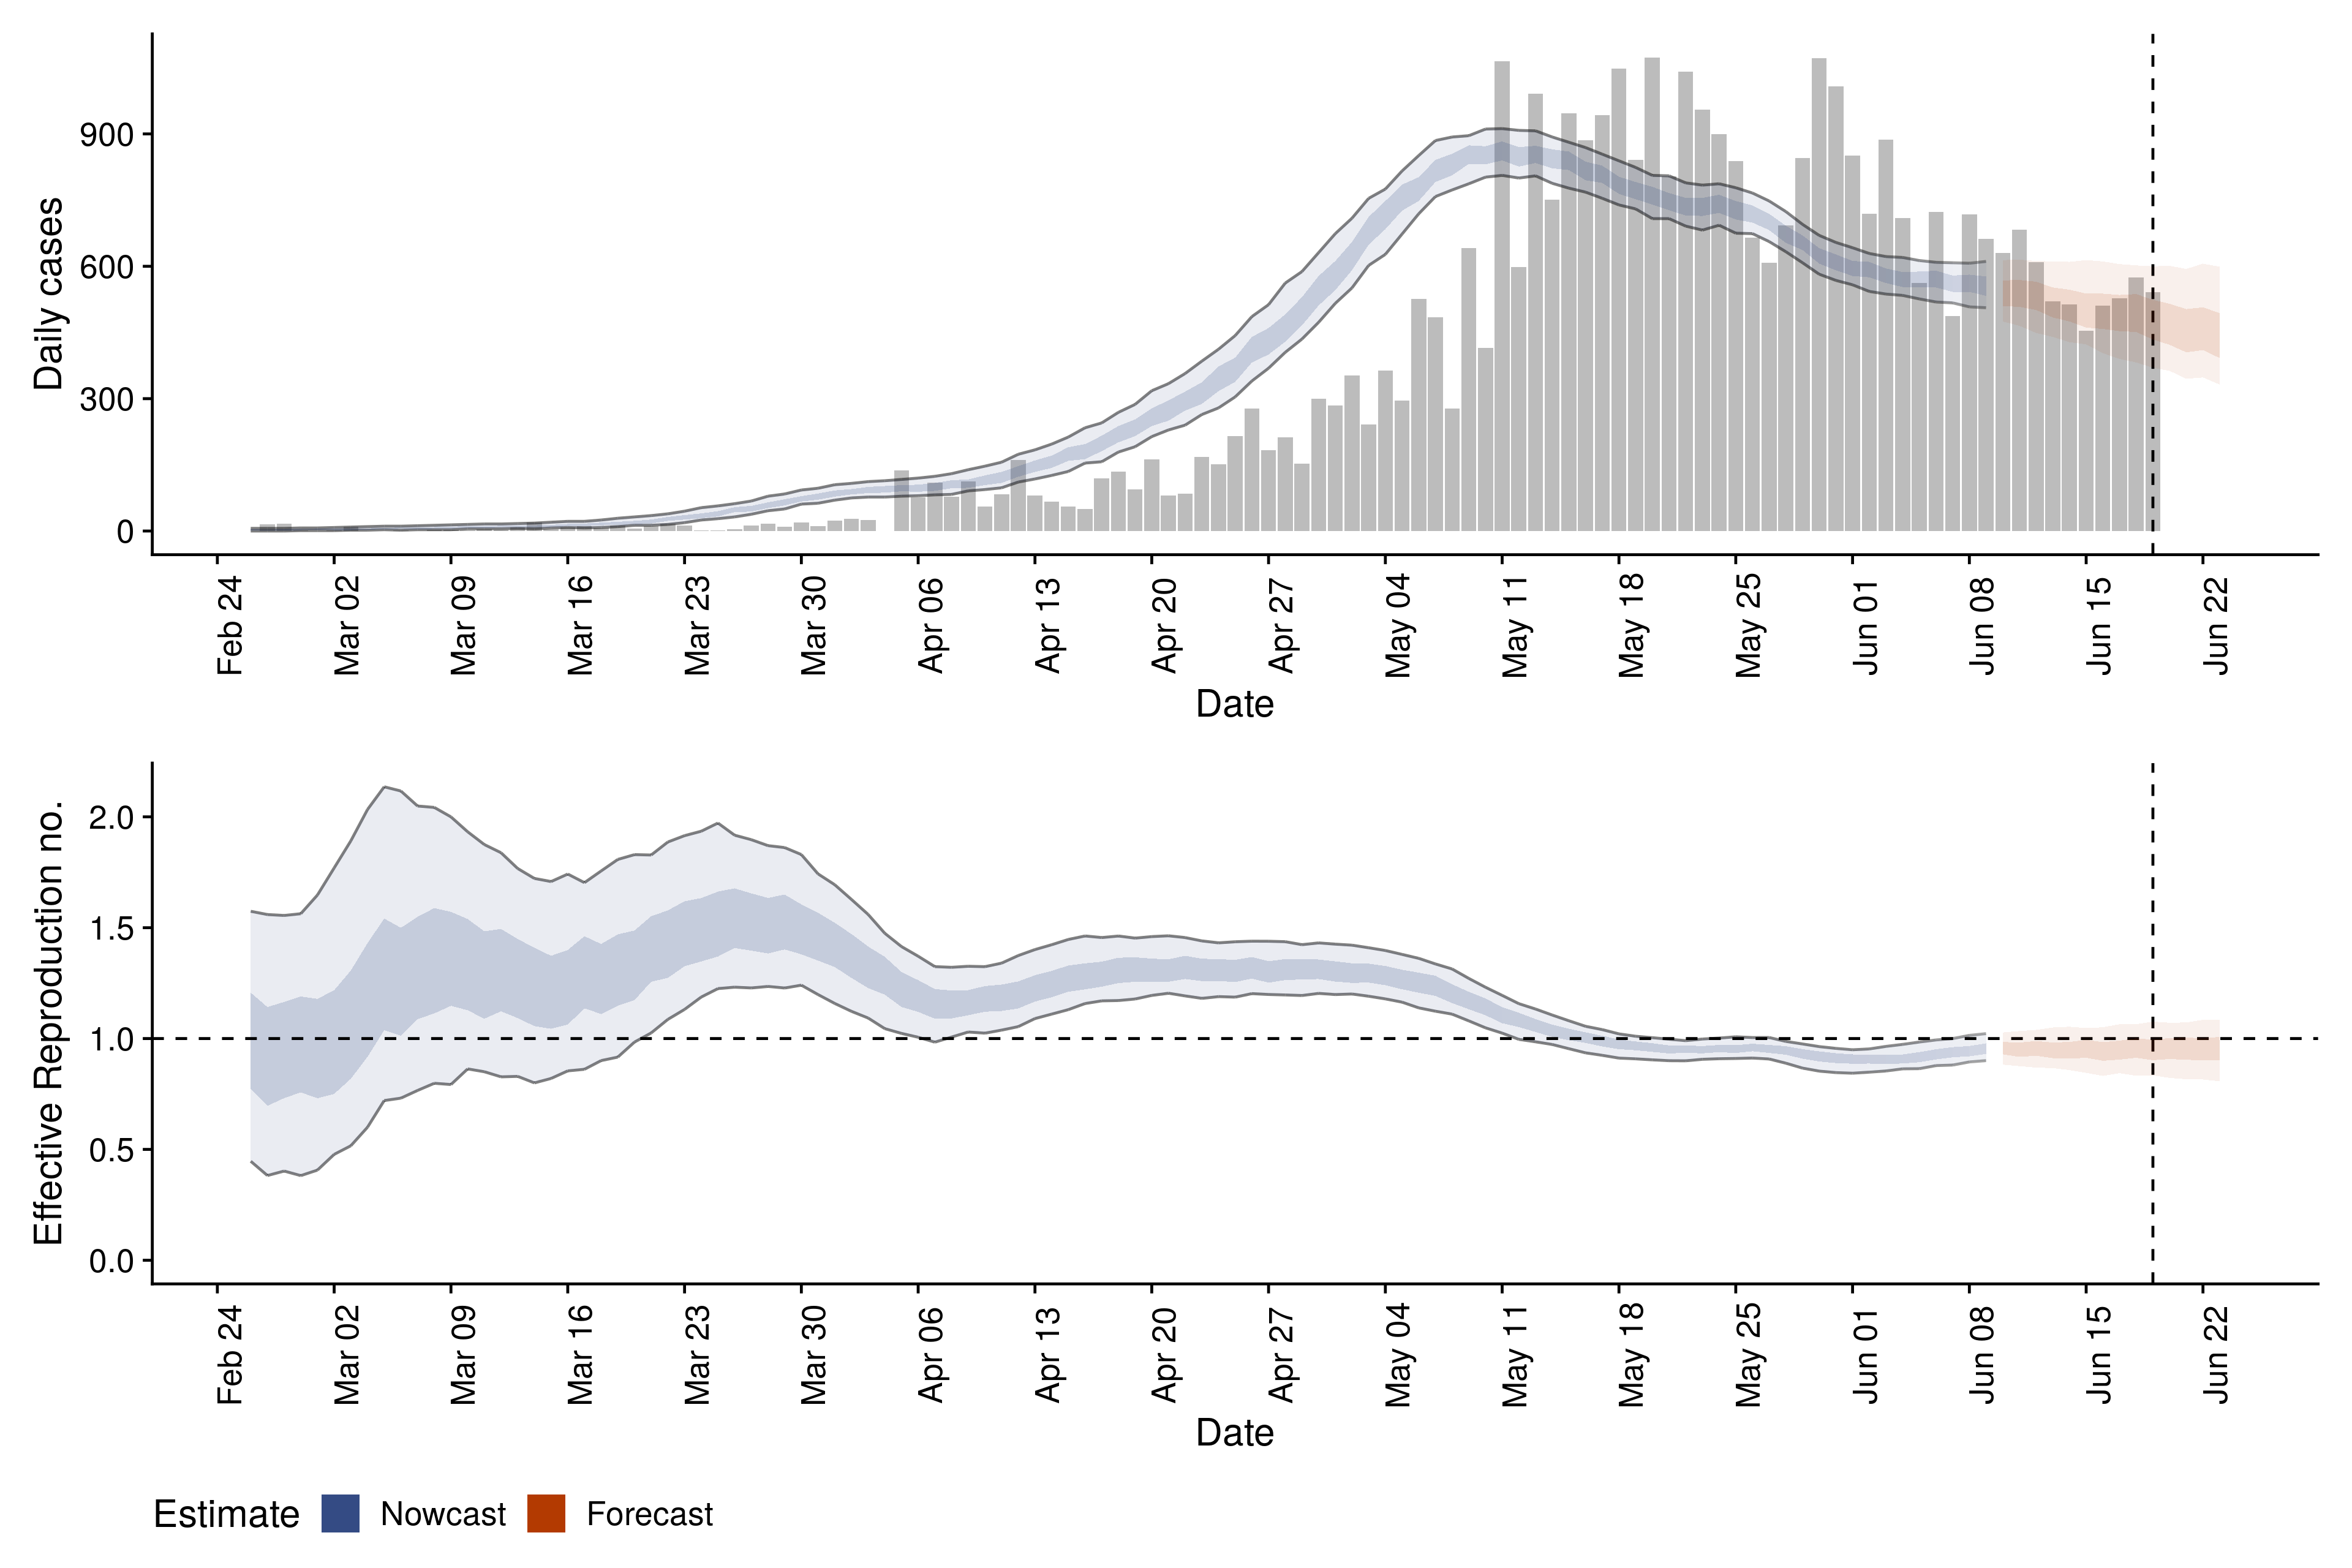 Daily cases
900
600
300
0
Feb 24
Mar 02
Mar 09
Mar 16
Mar 23
Mar 30
Apr 06
Apr 13
Apr 20
Apr 27
May 04
May 11
May 18
May 25
Jun 01
Jun 08
Jun 15
Jun 22
Date
Effective Reproduction no.
2.0
1.5
1.0
0.5
0.0
Feb 24
Mar 02
Mar 09
Mar 16
Mar 23
Mar 30
Apr 06
Apr 13
Apr 20
Apr 27
May 04
May 11
May 18
May 25
Jun 01
Jun 08
Jun 15
Jun 22
Date
Estimate Nowcast Forecast